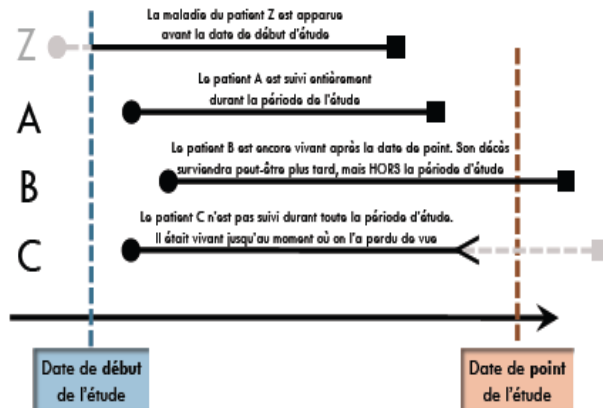 La maladie du patient Z est apparue
avant la date de début d'étude
Z
Le patient A est suivi entièrement
durant la période de l'étude
A
Le patient B est encore vivant après la date de point. Son décès
surviendra peut-être plus tard, mais HORS la période d'étude
B
Le patient C n'est pas suivi durant toute la période d'étude.
Il était vivant jusqu'au moment où on l'a perdu de vue
C
Date de début
de l'étude
Date de point
de l'étude